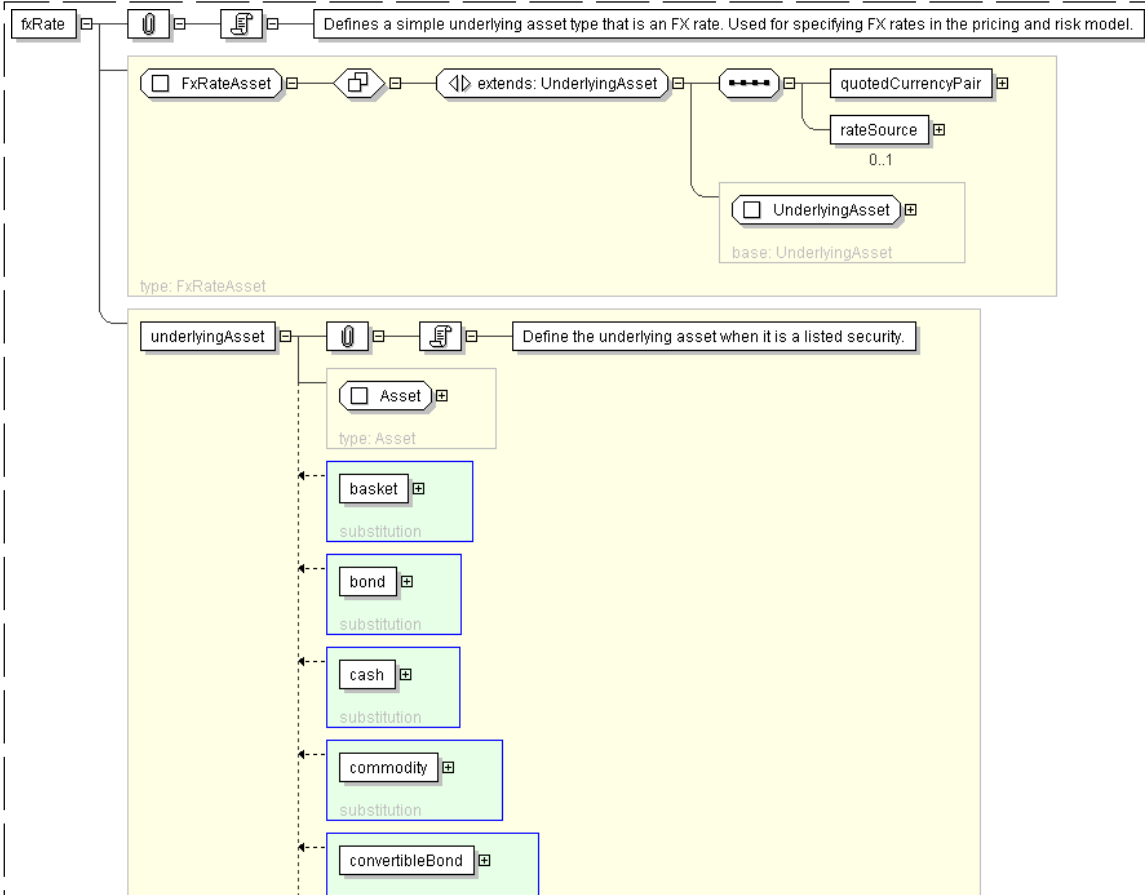 fxRate
Defines a simple underlying asset type that is an FX rate. Used for specifying FX rates in the pricing and risk model.
FxRateAsset
extends: UnderlyingAsset
quotedCurrencyPair
rateSource
0..1
UnderlyingAsset
base: UnderlyingAsset
type: FxRateAsset
underlyingAsset
Define the underlying asset when it is a listed security.
Asset
type: Asset
basket
substitution
bond
substitution
cash
substitution
commodity
substitution
convertibleBond